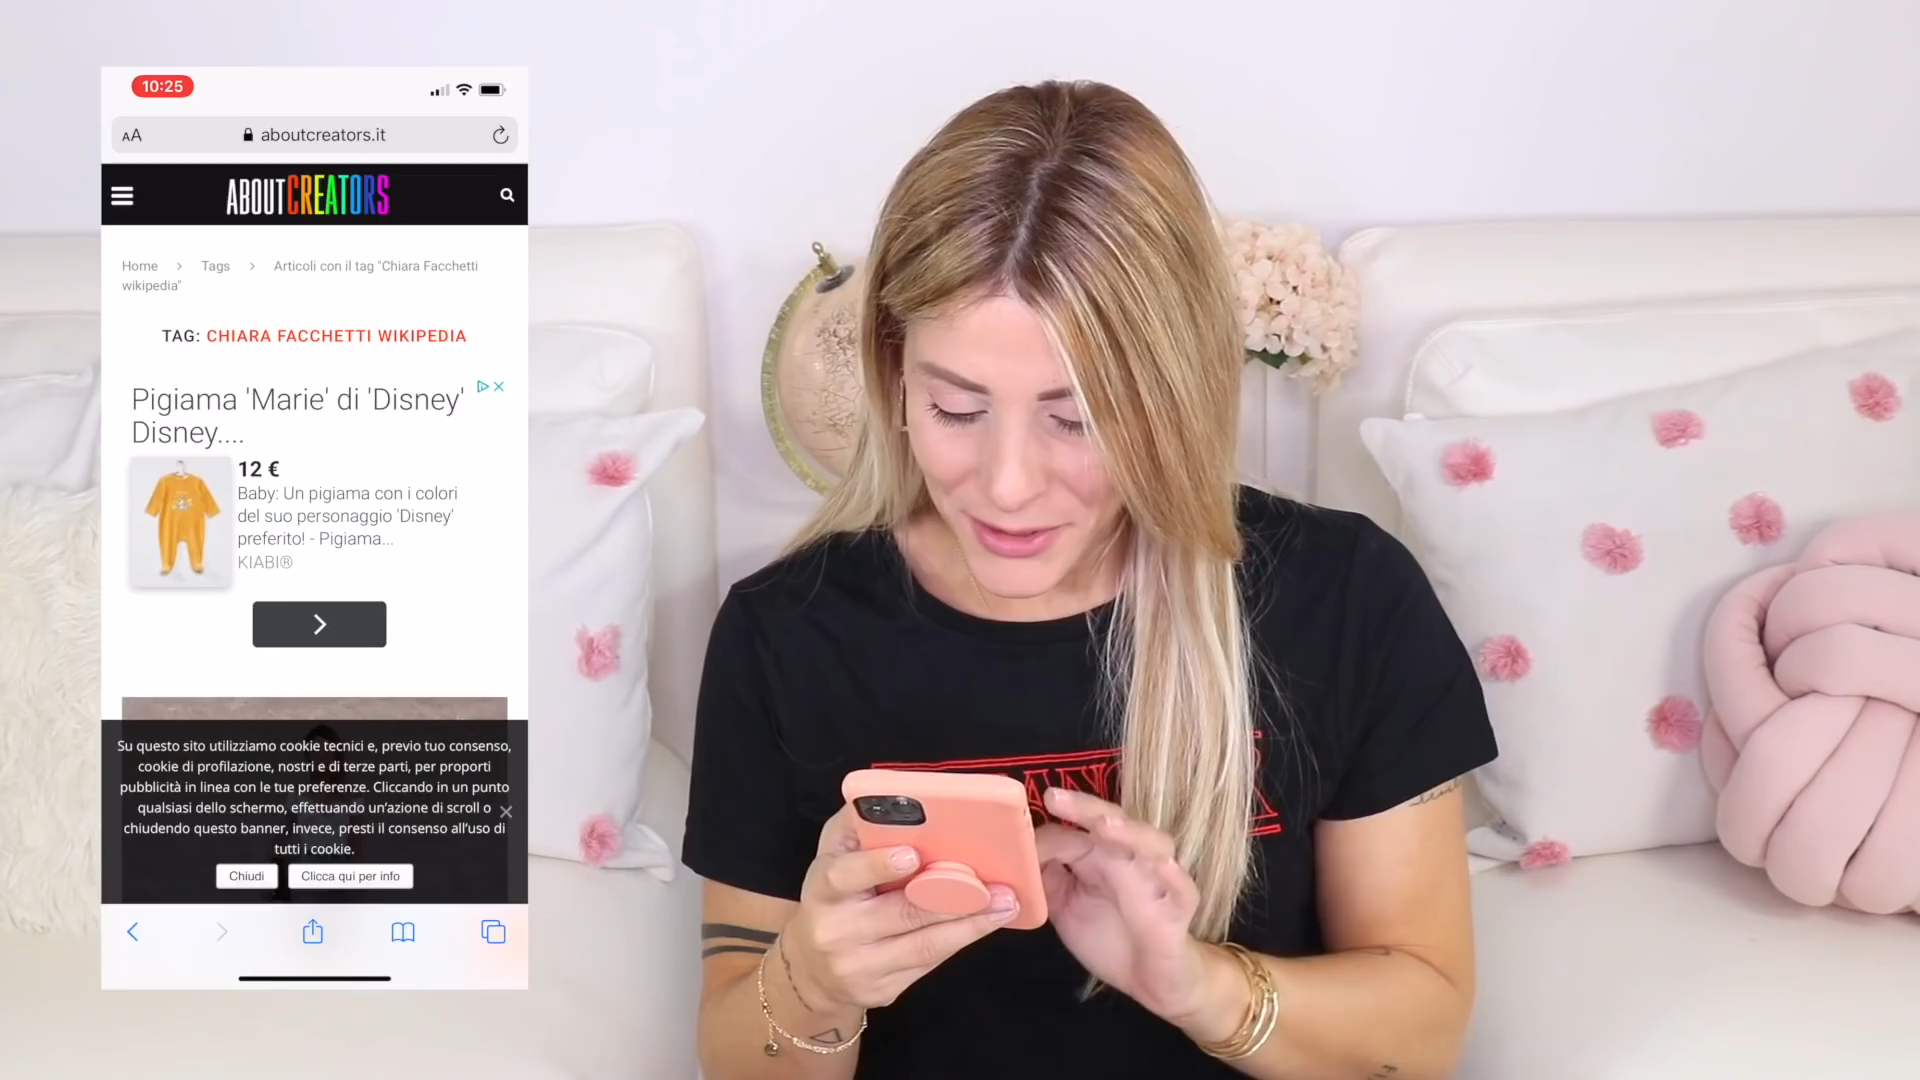 10:25
AA
aboutcreators.it
ABOUTCREATORS
Home > Tags > Articoli con il tag "Chiara Facchetti
wikipedia"
TAG: CHIARA FACCHETTI WIKIPEDIA
Pigiama 'Marie' di 'Disney'
Disney....
12 €
Baby: Un pigiama con i colori
del suo personaggio 'Disney'
preferito! - Pigiama...
KIABI®
Su questo sito utilizziamo cookie tecnici e, previo tuo consenso,
cookie di profilazione, nostri e di terze parti, per proporti
pubblicità in linea con le tue preferenze. Cliccando in un punto
qualsiasi dello schermo, effettuando un'azione di scroll o
chiudendo questo banner, invece, presti il consenso all'uso di
tutti i cookie.
Chiudi
Clicca qui per info